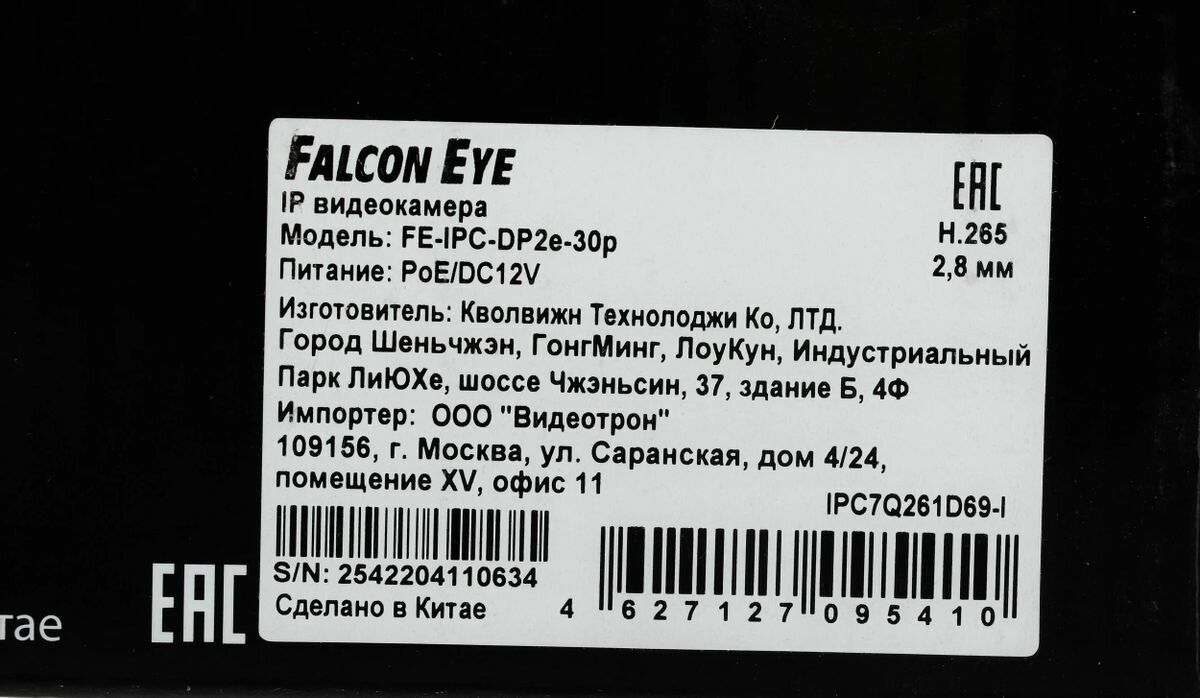 FALCON EYE
EAC
IP видеокамера
Модель: FE-IPC-DP2e-30p
H.265
Питание: PoE/DC12V
2,8 мм
Изготовитель: Кволвижн Технолоджи Ко, ЛТД.
Город Шеньчжэн, ГонгМинг, ЛоуКун, Индустриальный
Парк ЛиЮХе, шоссе Чжэньсин, 37, здание Б, 4Ф
Импортер: ООО "Видеотрон"
109156, г. Москва, ул. Саранская, дом 4/24,
помещение XV, офис 11
IPC7Q261D69-I
S/N: 2542204110634
Сделано в Китае
4 627127 095410
EAC
тае